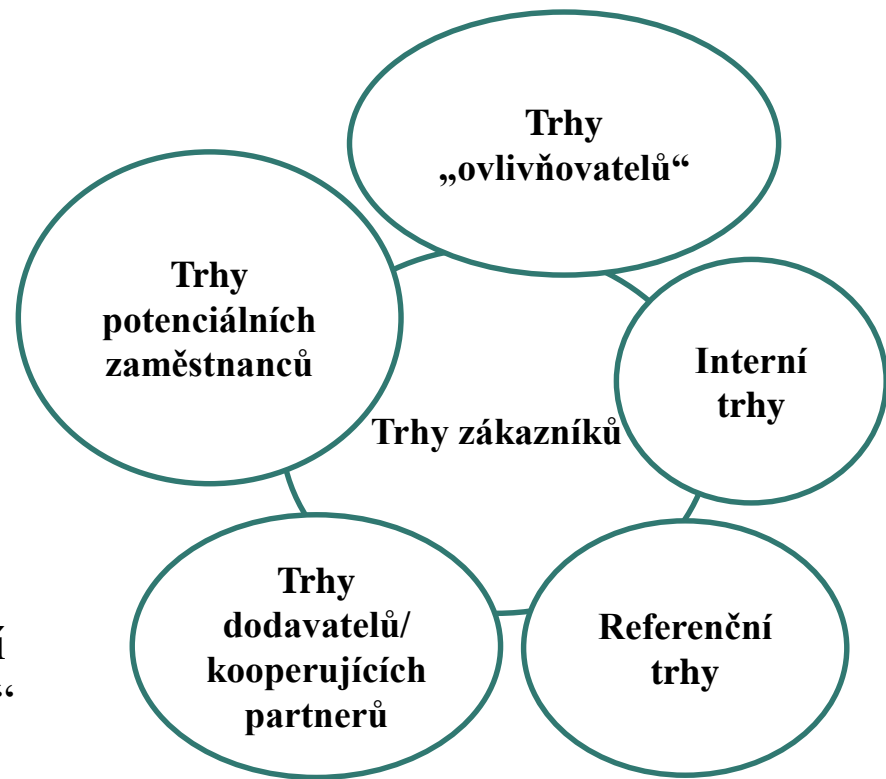 Trhy
„ovlivňovatelů“
Trhy
potenciálních
zaměstnanců
Interní
trhy
Trhy zákazníků
Trhy
dodavatelů/
kooperujících
partnerů
Referenční
trhy
í
“